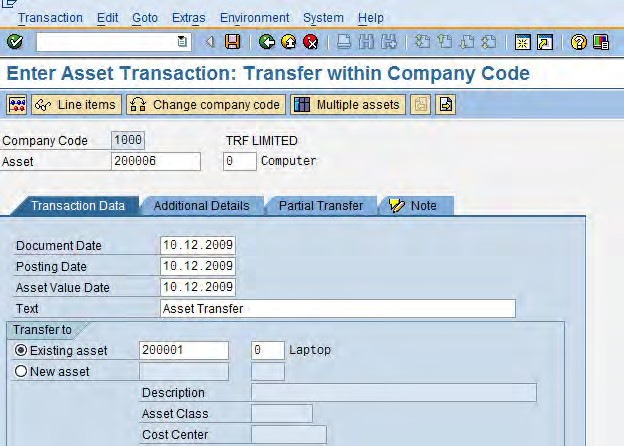 Transaction Edit Goto Extras Environment System Help
Enter Asset Transaction: Transfer within Company Code
Line items Change company code Multiple assets
Company Code 1000 TRF LIMITED
Asset 200006 0 Computer
Transaction Data Additional Details Partial Transfer Note
Document Date 10.12.2009
Posting Date 10.12.2009
Asset Value Date 10.12.2009
Text Asset Transfer
Transfer to
Existing asset 200001 0 Laptop
New asset
Description
Asset Class
Cost Center